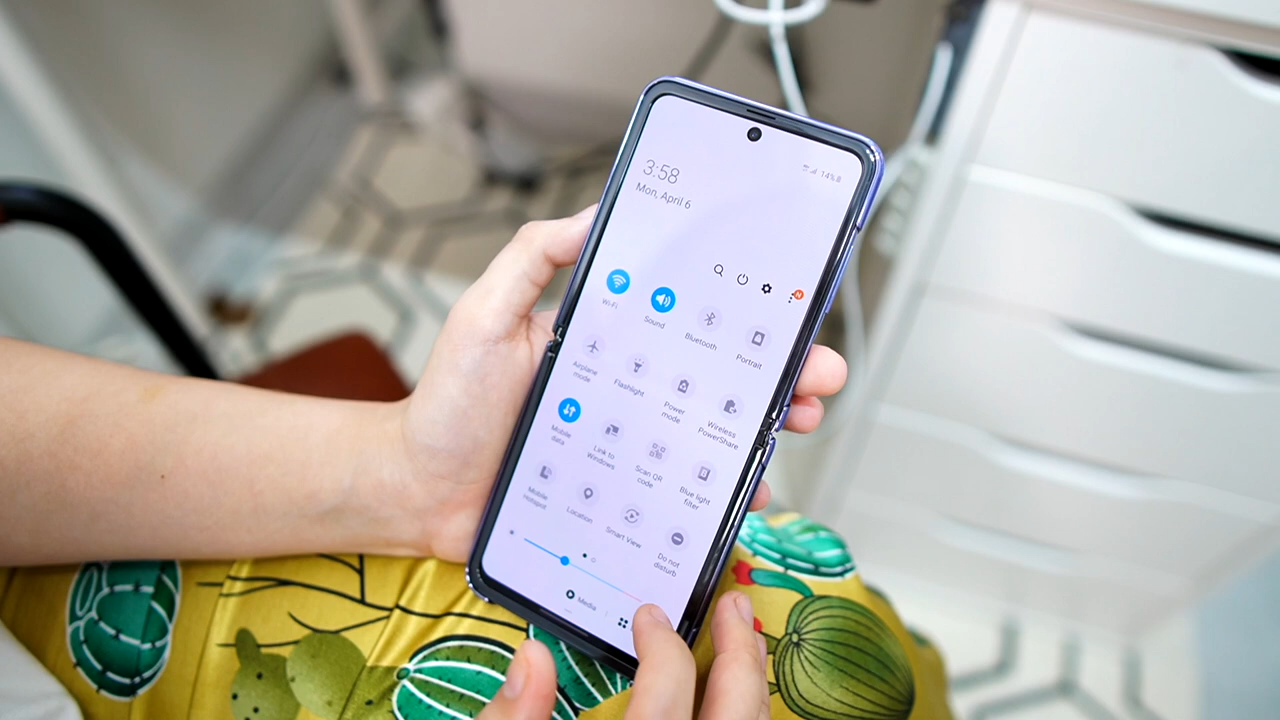 3:58
14%
Mon, April 6
N
Wi-Fi
Sound
Bluetooth
Portrait
Airplane
mode
Flashlight
Power
mode
Wireless
PowerShare
Mobile
data
Link to
Windows
Scan QR
code
Blue light
filter
Mobile
hotspot
Location
Smart View
Do not
disturb
Media